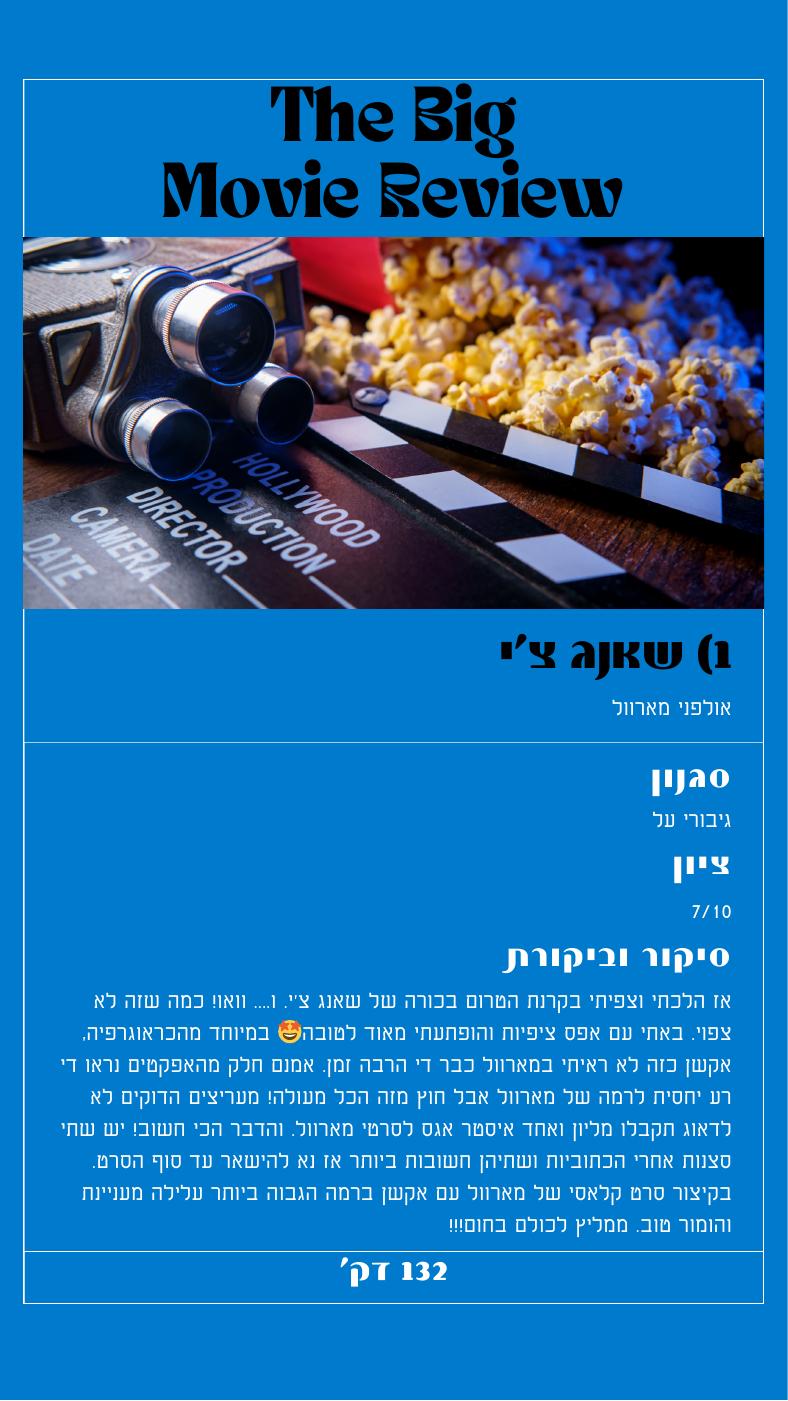 The Big
Movie Review
HOLLYWOOD
PRODUCTION
DIRECTOR
CAMERA
DATE
1) שאנג צ'י
אולפני מארוול
סגנון
גיבורי על
ציון
7/10
סיקור וביקורת
אז הלכתי וצפיתי בקרנת הטרום בכורה של שאנג צ'י. ו.... וואו! כמה שזה לא
צפוי. באתי עם אפס ציפיות והופתעתי מאוד לטובה🤩 במיוחד מהכראוגרפיה,
אקשן כזה לא ראיתי במארוול כבר די הרבה זמן. אמנם חלק מהאפקטים נראו די
רע יחסית לרמה של מארוול אבל חוץ מזה הכל מעולה! מעריצים הדוקים לא
לדאוג תקבלו מליון ואחד איסטר אגס לסרטי מארוול. והדבר הכי חשוב! יש שתי
סצנות אחרי הכתוביות ושתיהן חשובות ביותר אז נא להישאר עד סוף הסרט.
בקיצור סרט קלאסי של מארוול עם אקשן ברמה הגבוה ביותר עלילה מעניינת
והומור טוב. ממליץ לכולם בחום!!!
132 דק'